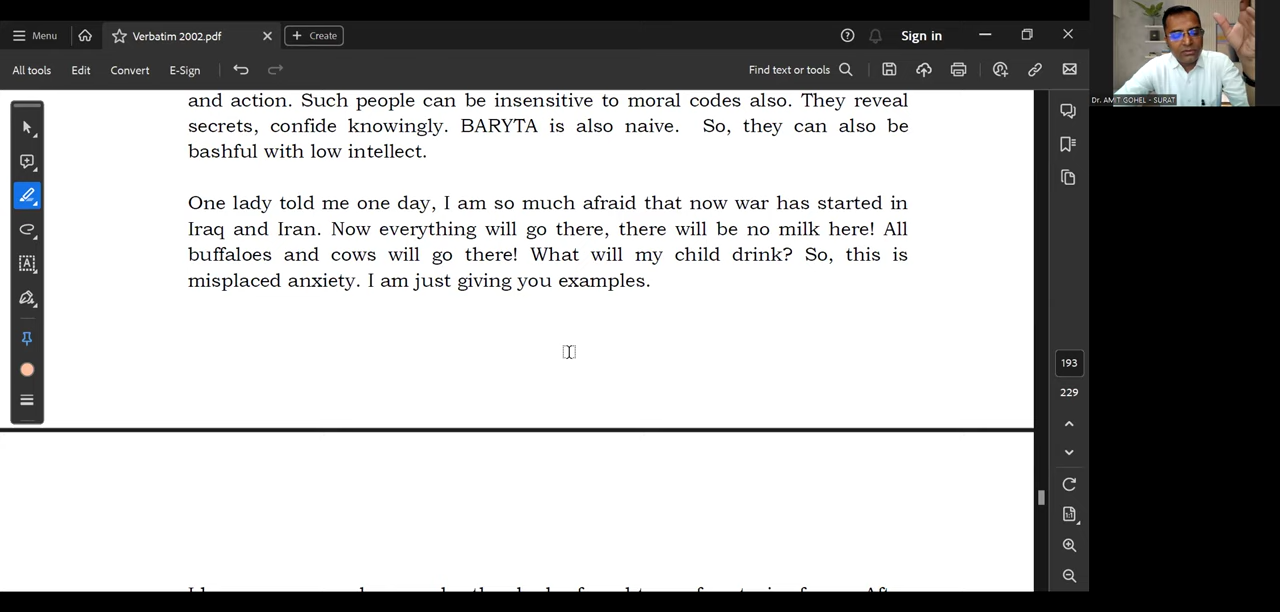 Menu
Verbatim 2002.pdf
Create
Sign in
All tools
Edit
Convert
E-Sign
Find text or tools
Dr. AMIT GOHEL - SURAT
and action. Such people can be insensitive to moral codes also. They reveal
secrets, confide knowingly. BARYTA is also naive. So, they can also be
bashful with low intellect.
One lady told me one day, I am so much afraid that now war has started in
Iraq and Iran. Now everything will go there, there will be no milk here! All
buffaloes and cows will go there! What will my child drink? So, this is
misplaced anxiety. I am just giving you examples.
193
229